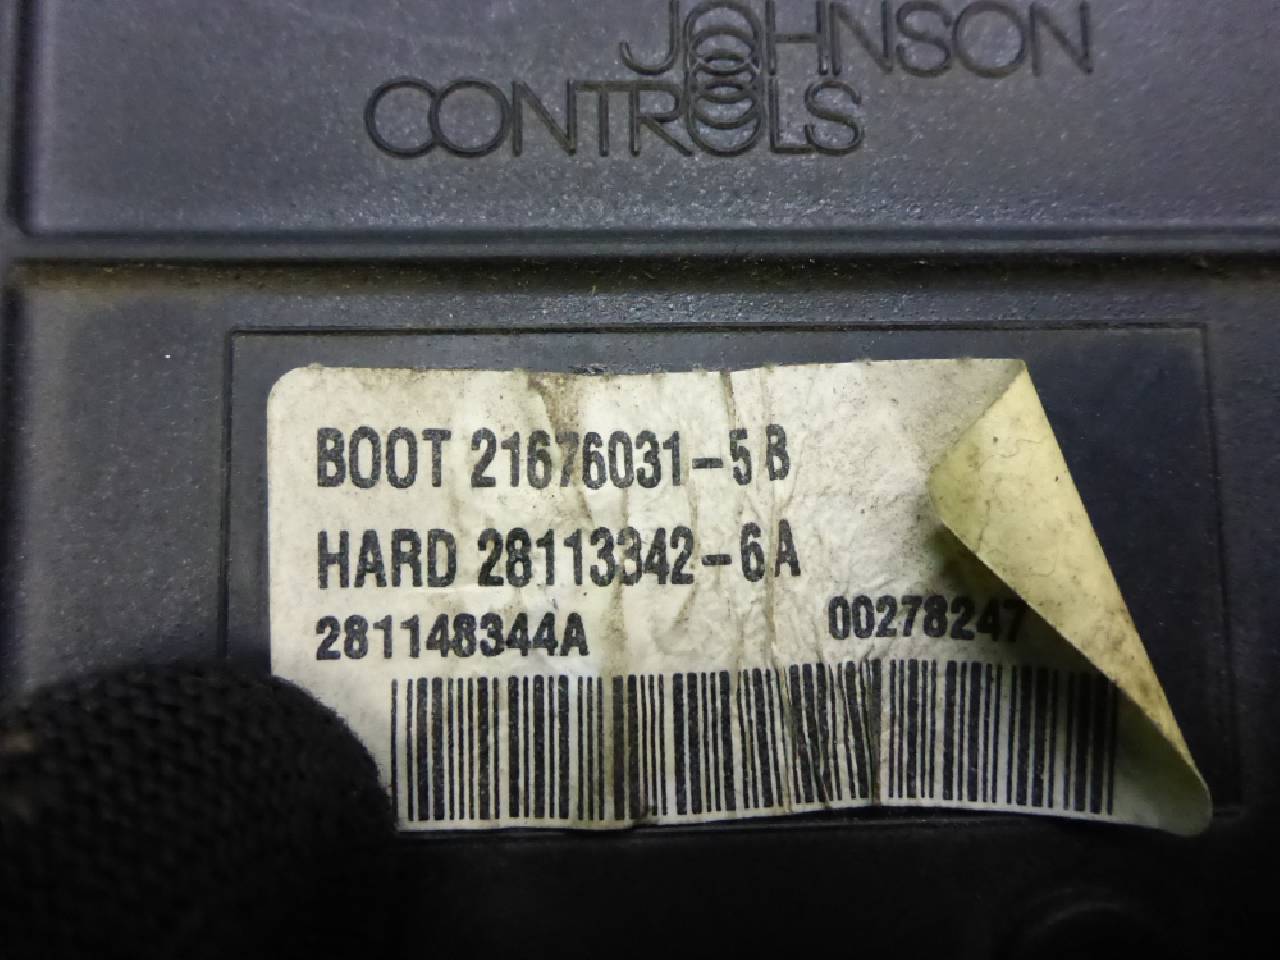 JOHNSON
CONTROLS
BOOT 21676031-5 B
HARD 28113342-6 A
281148344A 00278247